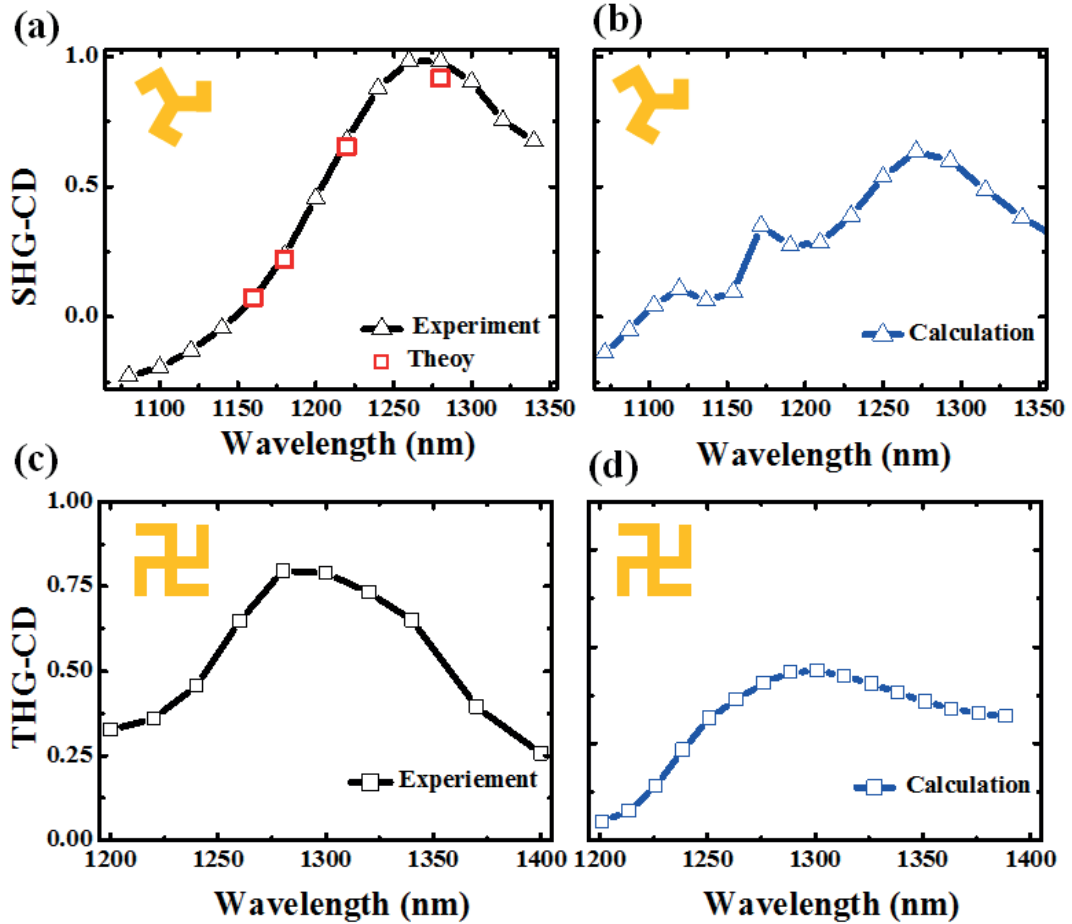 (a)
(b)
SHG-CD
1.0
0.5
0.0
Experiment
Theoy
Calculation
1100 1150 1200 1250 1300 1350
Wavelength (nm)
1100 1150 1200 1250 1300 1350
Wavelength (nm)
(c)
(d)
THG-CD
1.00
0.75
0.50
0.25
0.00
Experiement
Calculation
1200 1250 1300 1350 1400
Wavelength (nm)
1200 1250 1300 1350 1400
Wavelength (nm)